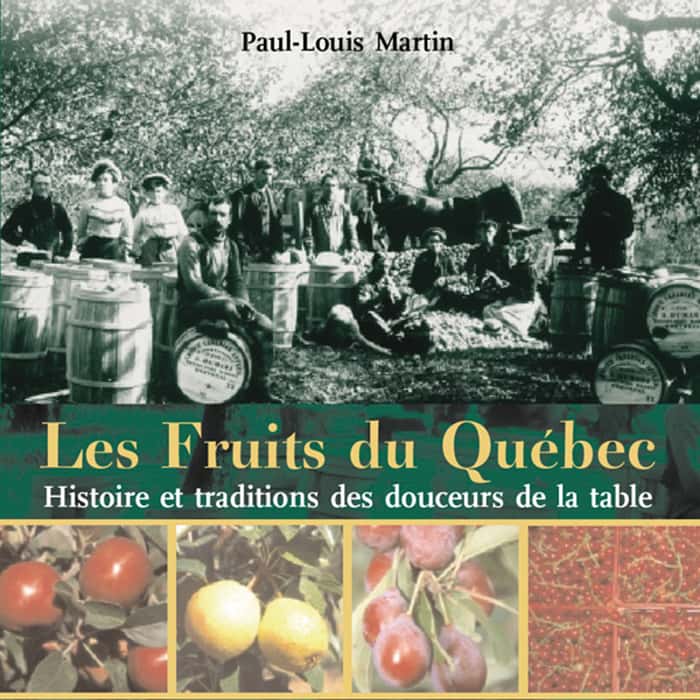 Paul-Louis Martin
Les Fruits du Québec
Histoire et traditions des douceurs de la table